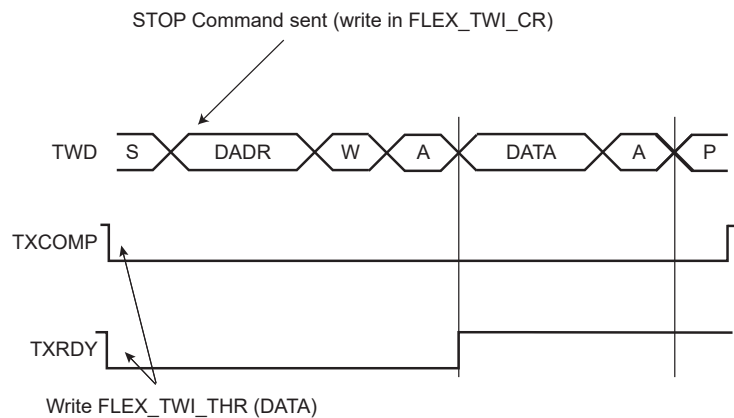 STOP Command sent (write in FLEX_TWI_CR)
TWD S DADR W A DATA A P
TXCOMP
TXRDY
Write FLEX_TWI_THR (DATA)